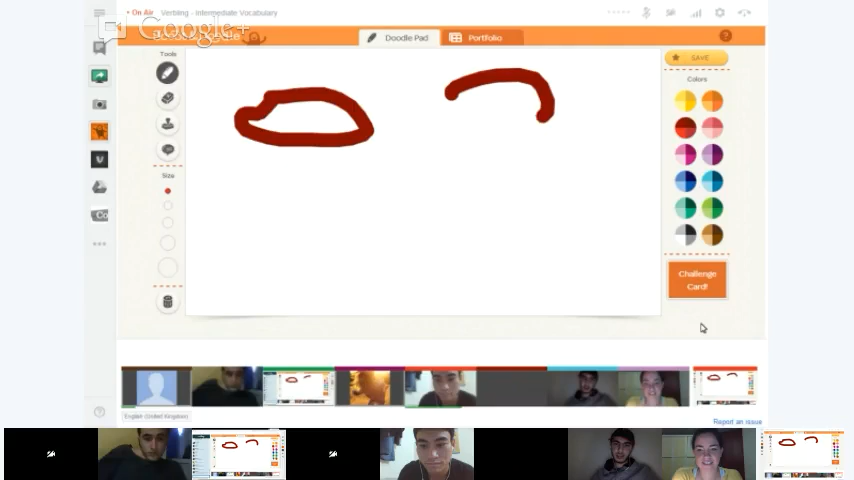 On Air Verbling - Intermediate Vocabulary
Google+
Doodle Pad
Portfolio
?
SAVE
Tools
Colors
Size
Co
Challenge
Card!
English (United Kingdom)
Report an issue